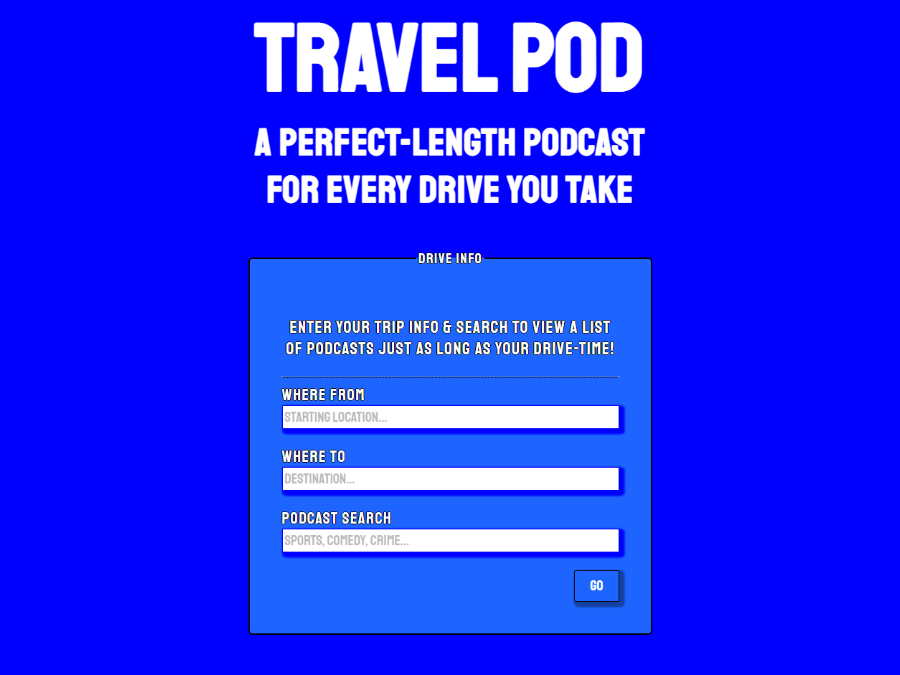 TRAVEL POD
A PERFECT-LENGTH PODCAST
FOR EVERY DRIVE YOU TAKE
DRIVE INFO
ENTER YOUR TRIP INFO & SEARCH TO VIEW A LIST
OF PODCASTS JUST AS LONG AS YOUR DRIVE-TIME!
WHERE FROM
STARTING LOCATION...
WHERE TO
DESTINATION...
PODCAST SEARCH
SPORTS, COMEDY, CRIME...
GO